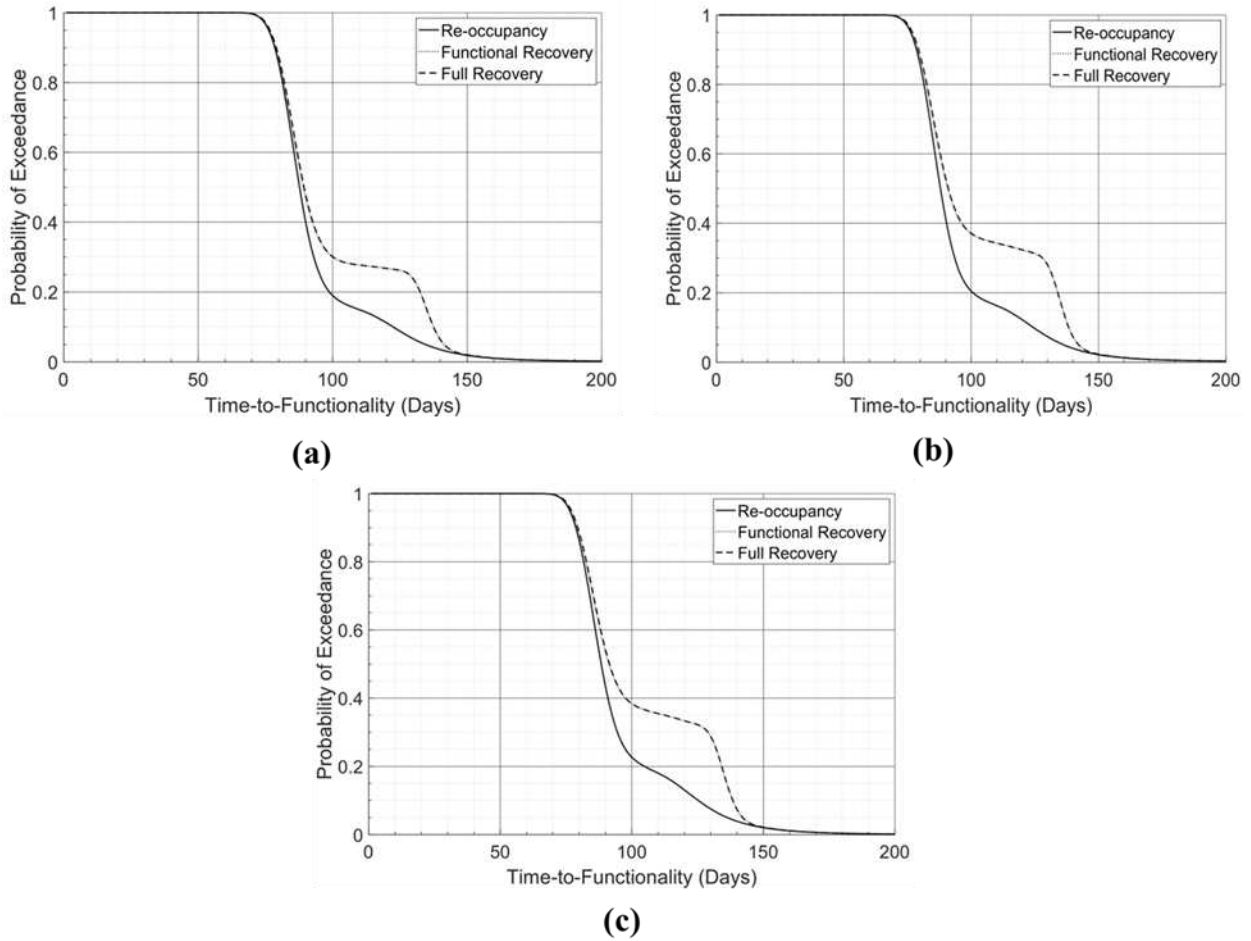 Re-occupancy
Functional Recovery
Full Recovery
Probability of Exceedance
1
0.8
0.6
0.4
0.2
0
0
50
100
150
200
Time-to-Functionality (Days)
(a)
Re-occupancy
Functional Recovery
Full Recovery
Probability of Exceedance
1
0.8
0.6
0.4
0.2
0
0
50
100
150
200
Time-to-Functionality (Days)
(b)
Re-occupancy
Functional Recovery
Full Recovery
Probability of Exceedance
1
0.8
0.6
0.4
0.2
0
0
50
100
150
200
Time-to-Functionality (Days)
(c)